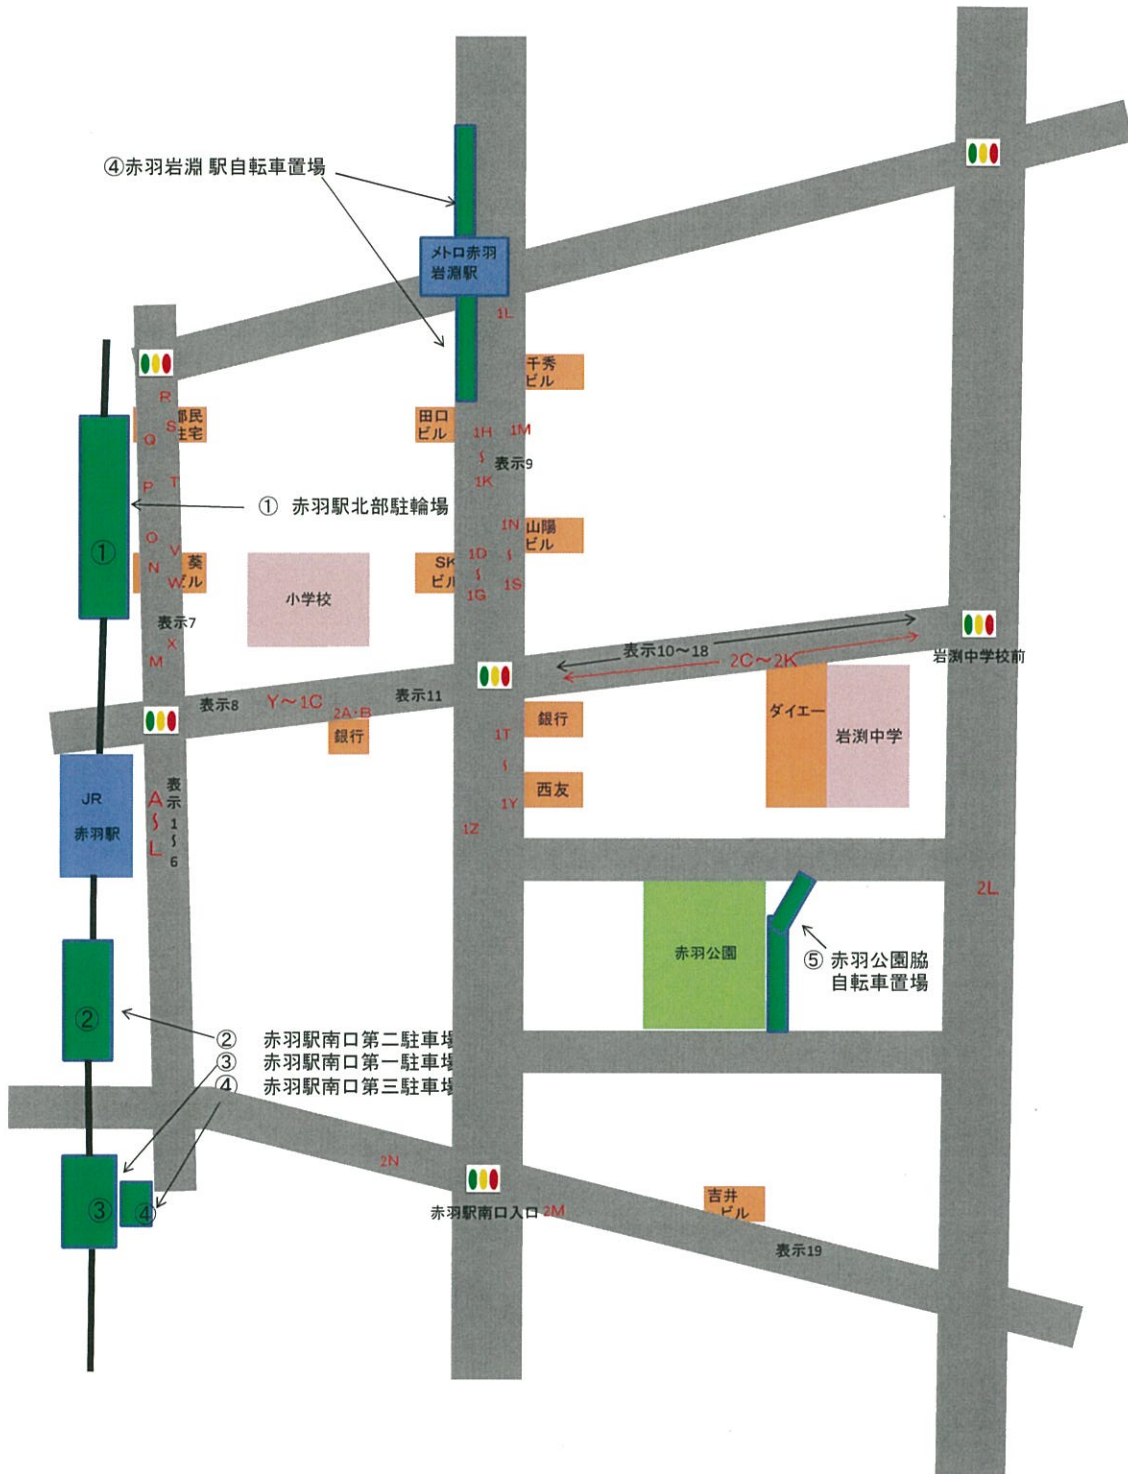 ④赤羽岩淵 駅自転車置場
メトロ赤羽
岩淵駅
1L
千秋
ビル
R
都民
住宅
S
Q
田口
ビル
1H
1M
~
表示9
1K
P
T
① 赤羽駅北部駐輪場
①
1N
山陽
ビル
O
V
N
W
葵
ビル
小学校
SK
ビル
1D
~
1G
~
1S
表示7
X
M
表示10~18
2C~2K
岩渕中学校前
表示8
Y~1C
2A・B
表示11
銀行
1T
~
1Y
銀行
西友
ダイエー
岩渕中学
JR
赤羽駅
A~L
表示1~6
1Z
2L
赤羽公園
⑤ 赤羽公園脇
自転車置場
②
② 赤羽駅南口第二駐車場
③ 赤羽駅南口第一駐車場
④ 赤羽駅南口第三駐車場
2N
③
④
赤羽駅南口入口
2M
吉井
ビル
表示19